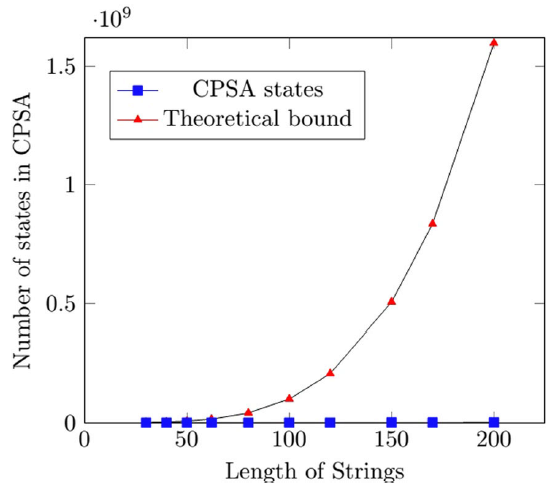 ·10⁹
1.5
1
0.5
0
Number of states in CPSA
CPSA states
Theoretical bound
0 50 100 150 200
Length of Strings